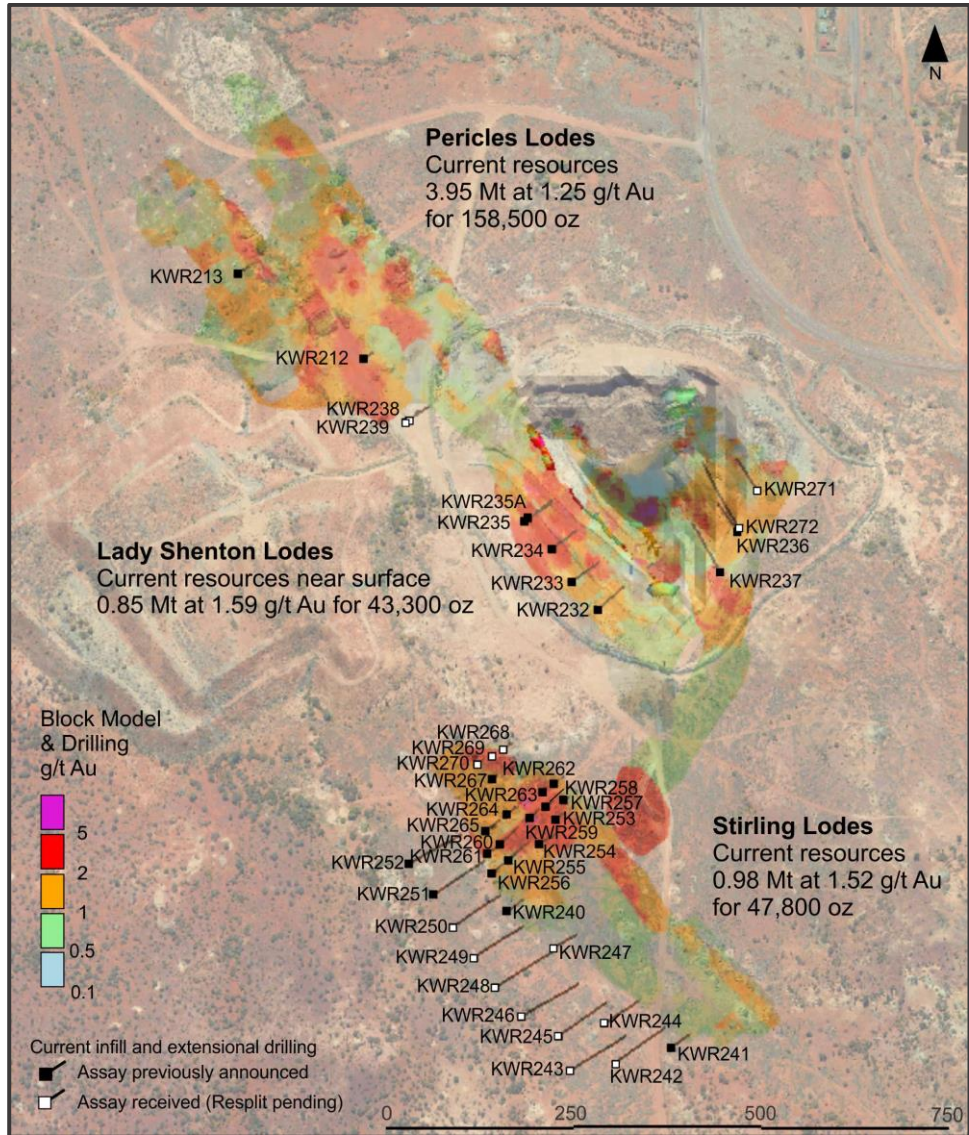 N
Pericles Lodes
Current resources
3.95 Mt at 1.25 g/t Au
for 158,500 oz
KWR213
KWR212
KWR238
KWR239
KWR271
KWR235A
KWR235
KWR272
KWR236
KWR234
KWR237
KWR233
KWR232
Lady Shenton Lodes
Current resources near surface
0.85 Mt at 1.59 g/t Au for 43,300 oz
Block Model
& Drilling
g/t Au
5
2
1
0.5
0.1
KWR268
KWR269
KWR270
KWR262
KWR267
KWR258
KWR263
KWR257
KWR264
KWR253
KWR265
KWR259
KWR260
KWR254
KWR261
KWR252
KWR255
KWR256
KWR251
KWR240
KWR250
KWR247
KWR249
KWR248
KWR246
KWR244
KWR245
KWR241
KWR243
KWR242
Stirling Lodes
Current resources
0.98 Mt at 1.52 g/t Au
for 47,800 oz
Current infill and extensional drilling
Assay previously announced
Assay received (Resplit pending)
0 250 500 750